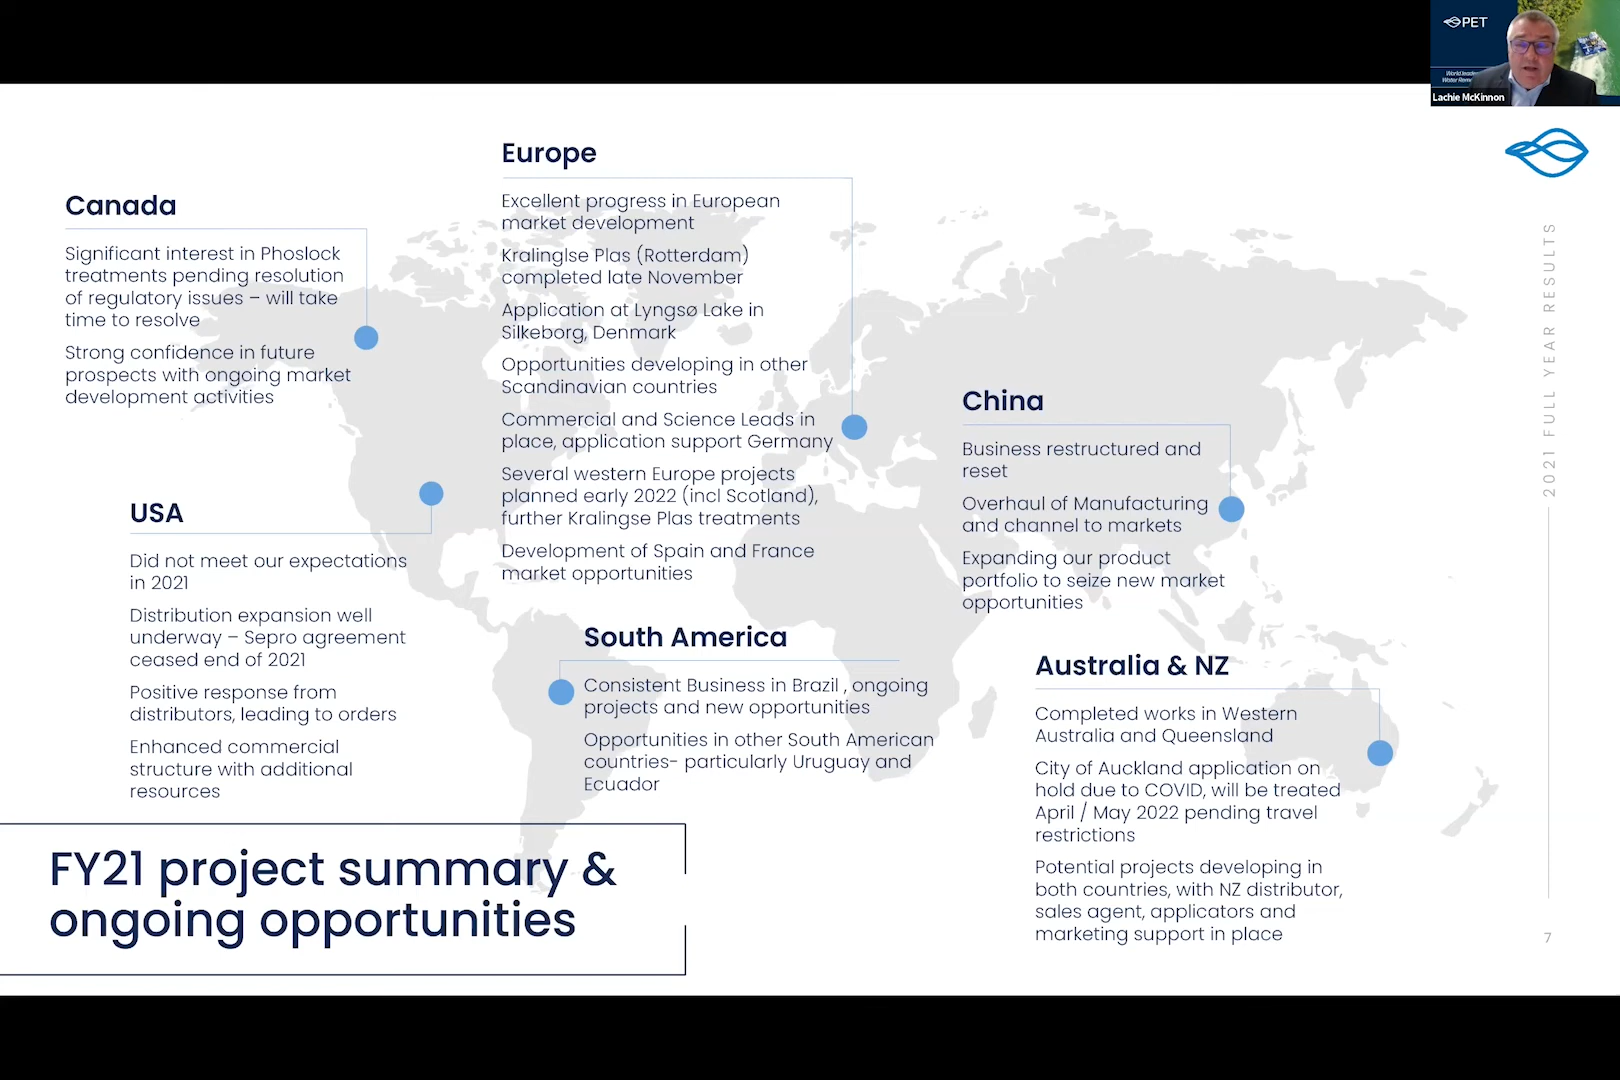 PET
World leade
Water Rem
Lachie McKinnon
Canada
Significant interest in Phoslock
treatments pending resolution
of regulatory issues – will take
time to resolve
Strong confidence in future
prospects with ongoing market
development activities
Europe
Excellent progress in European
market development
Kralinglse Plas (Rotterdam)
completed late November
Application at Lyngsø Lake in
Silkeborg, Denmark
Opportunities developing in other
Scandinavian countries
Commercial and Science Leads in
place, application support Germany
Several western Europe projects
planned early 2022 (incl Scotland),
further Kralingse Plas treatments
Development of Spain and France
market opportunities
China
Business restructured and
reset
Overhaul of Manufacturing
and channel to markets
Expanding our product
portfolio to seize new market
opportunities
USA
Did not meet our expectations
in 2021
Distribution expansion well
underway – Sepro agreement
ceased end of 2021
Positive response from
distributors, leading to orders
Enhanced commercial
structure with additional
resources
South America
Consistent Business in Brazil , ongoing
projects and new opportunities
Opportunities in other South American
countries- particularly Uruguay and
Ecuador
Australia & NZ
Completed works in Western
Australia and Queensland
City of Auckland application on
hold due to COVID, will be treated
April / May 2022 pending travel
restrictions
Potential projects developing in
both countries, with NZ distributor,
sales agent, applicators and
marketing support in place
FY21 project summary &
ongoing opportunities
2021 FULL YEAR RESULTS
7